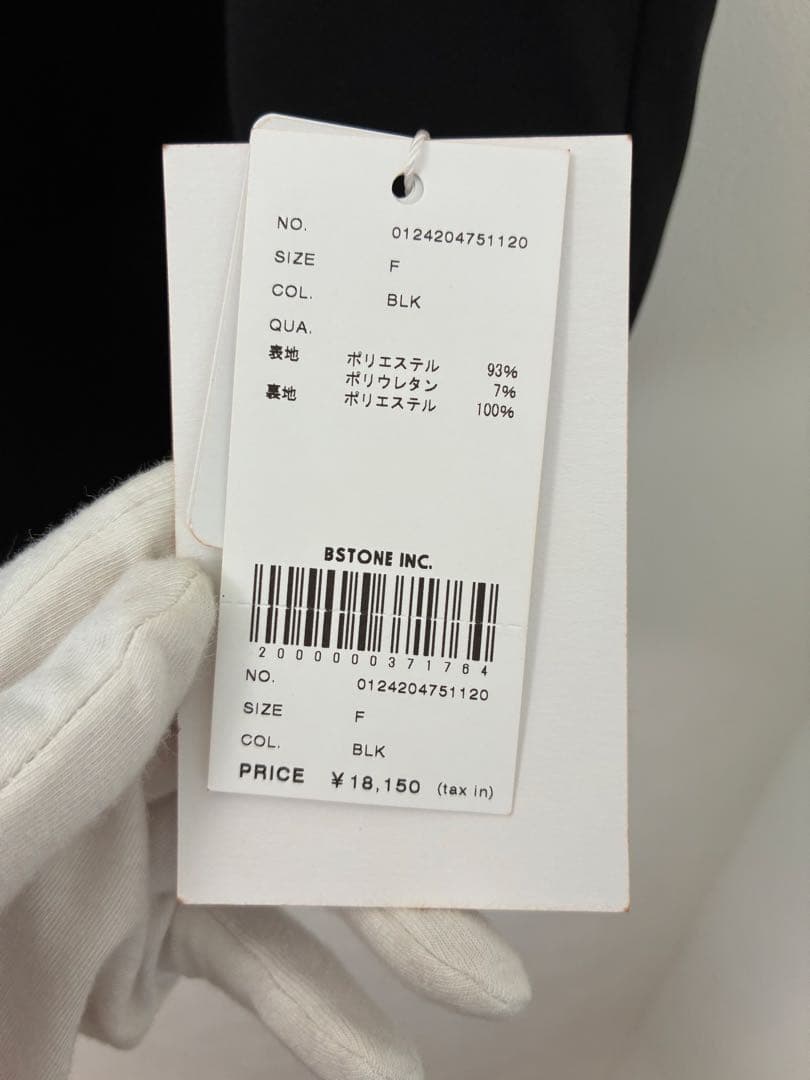 NO. 0124204751120
SIZE F
COL. BLK
QUA.
表地 ポリエステル 93%
ポリウレタン 7%
裏地 ポリエステル 100%
BSTONE INC.
2000000371764
NO. 0124204751120
SIZE F
COL. BLK
PRICE ¥18,150 (tax in)